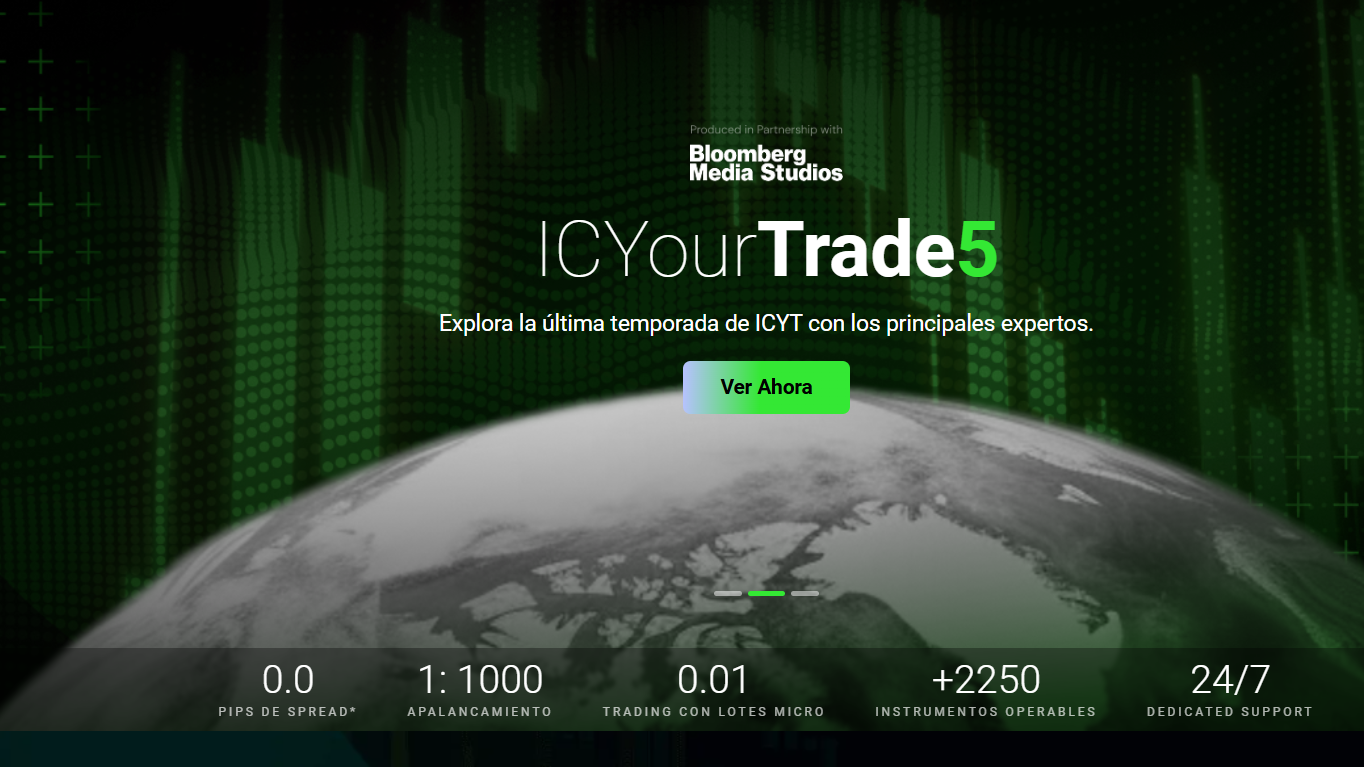 Produced in Partnership with
Bloomberg
Media Studios
ICYourTrade5
Explora la última temporada de ICYT con los principales expertos.
Ver Ahora
0.0
PIPS DE SPREAD*
1: 1000
APALANCAMIENTO
0.01
TRADING CON LOTES MICRO
+2250
INSTRUMENTOS OPERABLES
24/7
DEDICATED SUPPORT